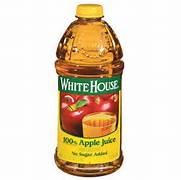 WHITE HOUSE
100% Apple Juice
No Sugar Added